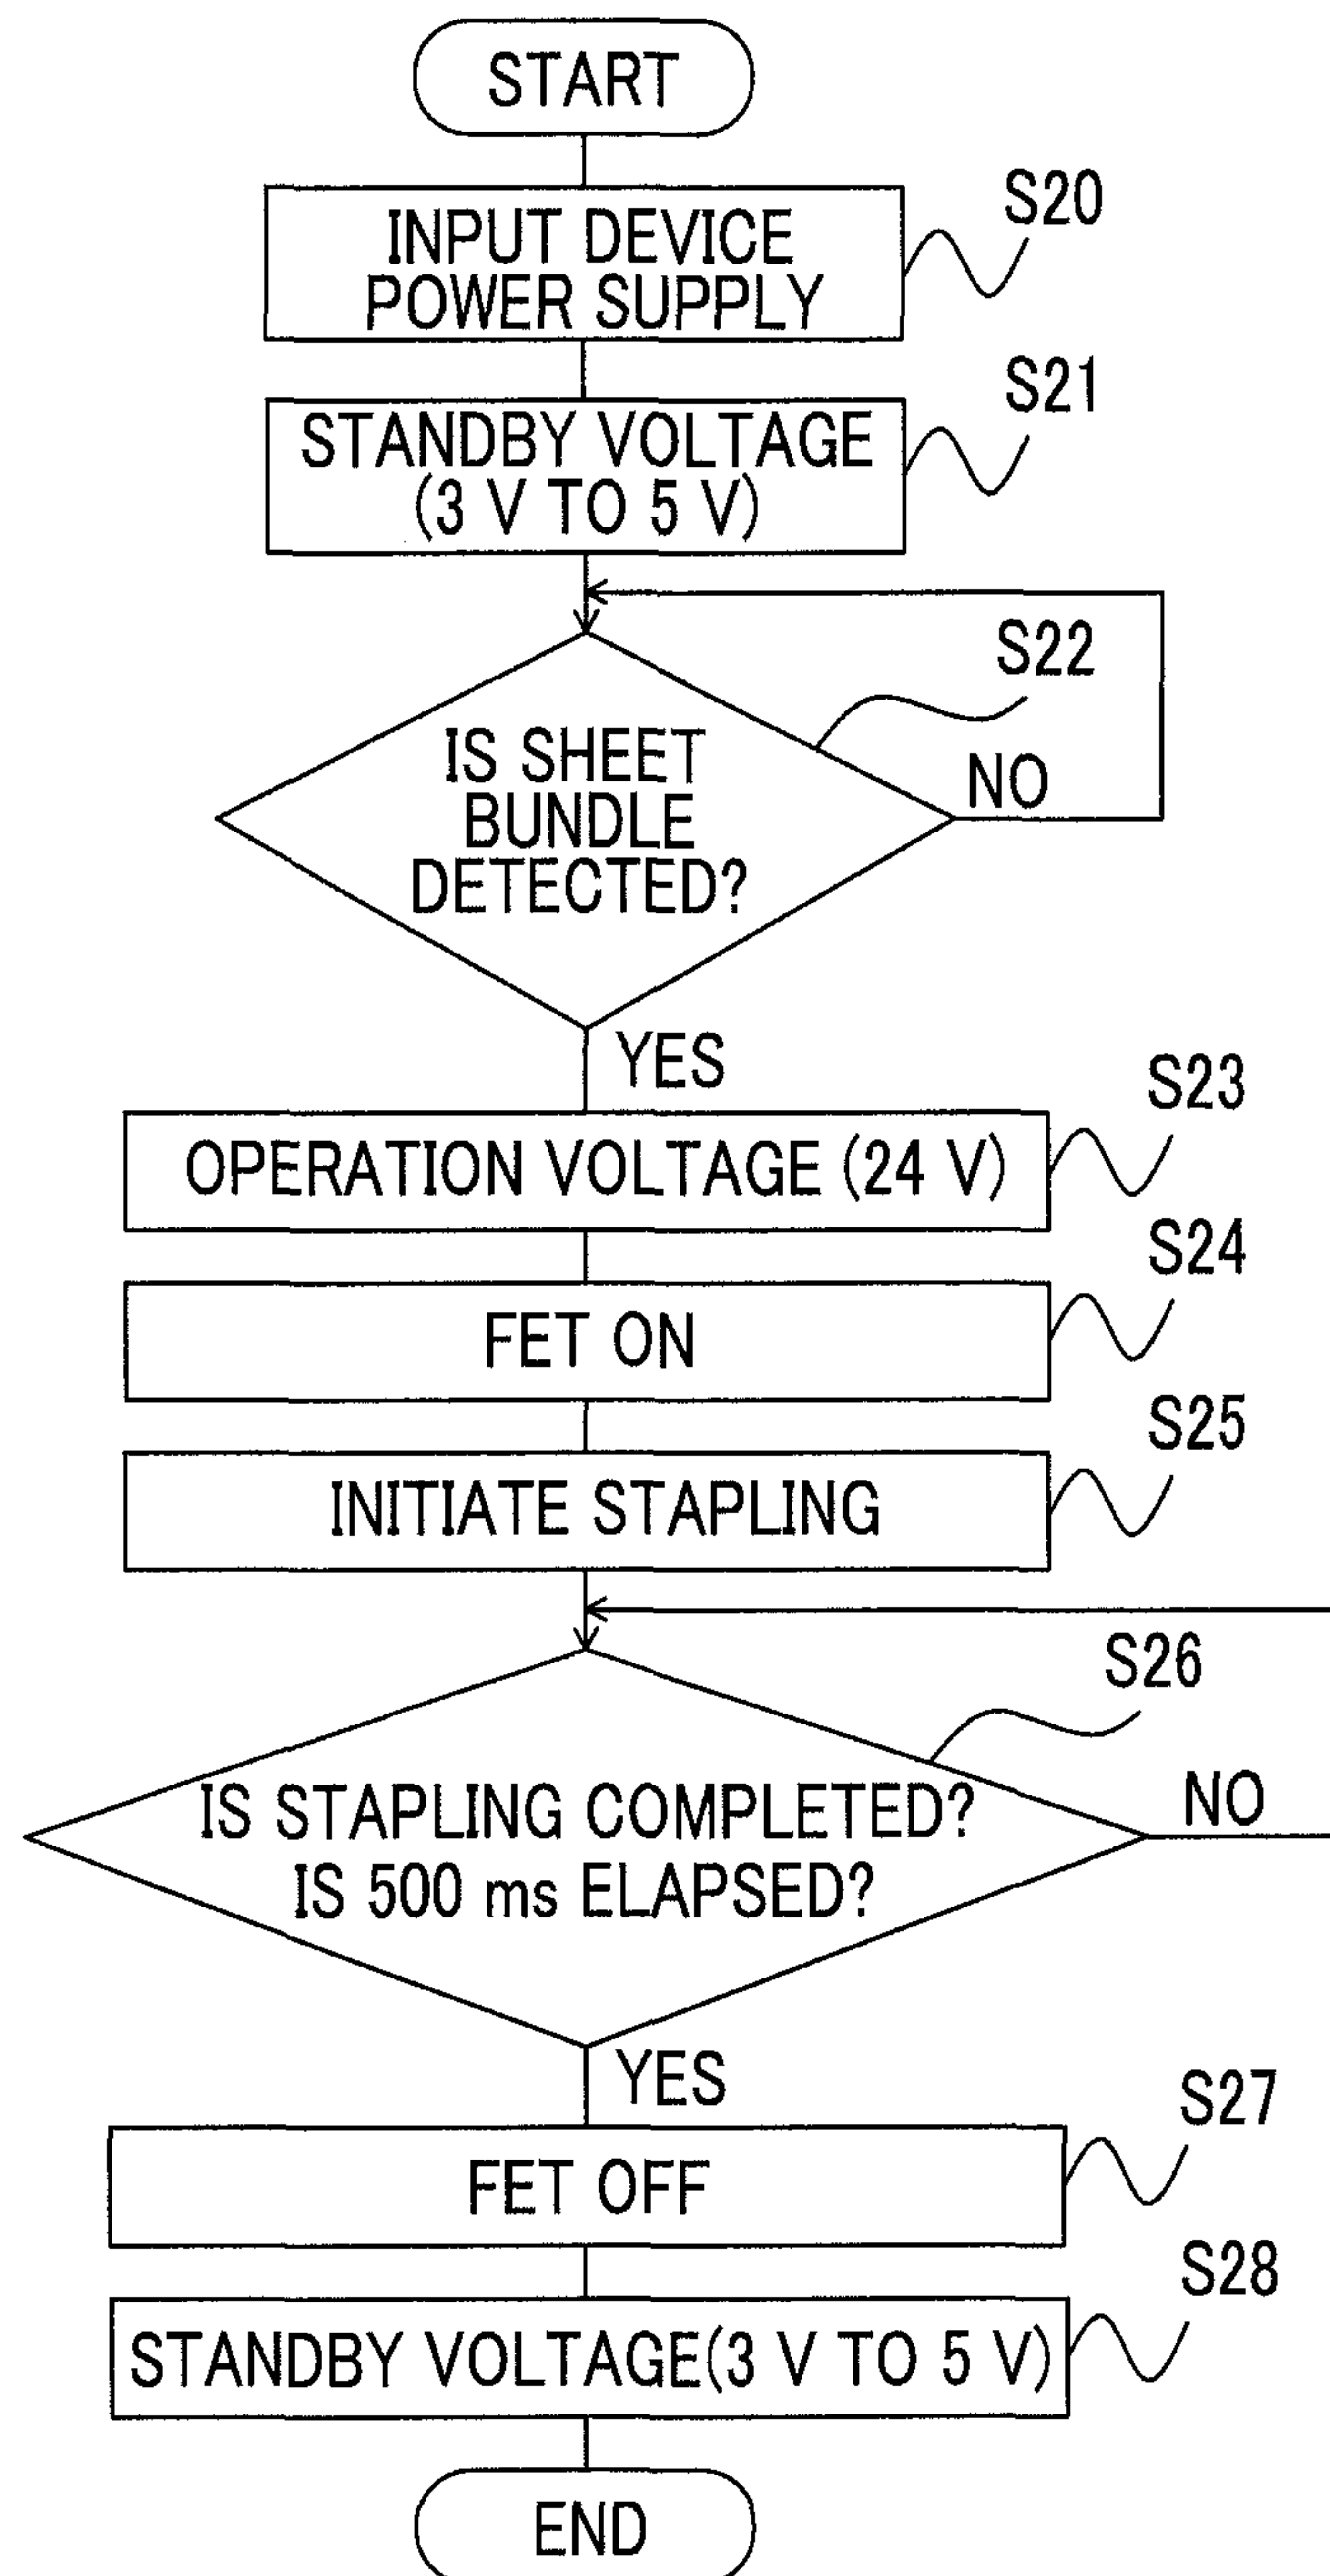 START
INPUT DEVICE
POWER SUPPLY
S20
STANDBY VOLTAGE
(3 V TO 5 V)
S21
IS SHEET
BUNDLE
DETECTED?
S22
NO
YES
OPERATION VOLTAGE (24 V)
S23
FET ON
S24
INITIATE STAPLING
S25
IS STAPLING COMPLETED?
IS 500 ms ELAPSED?
S26
NO
YES
FET OFF
S27
STANDBY VOLTAGE(3 V TO 5 V)
S28
END